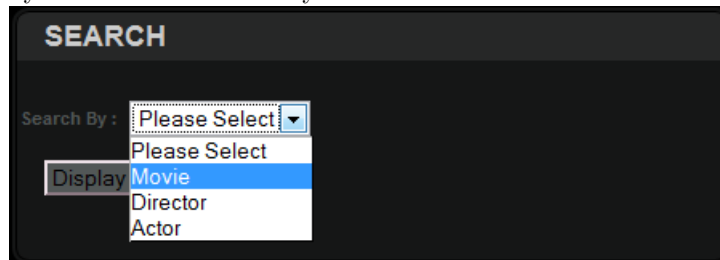 SEARCH
Search By : Please Select
Please Select
Display Movie
Director
Actor